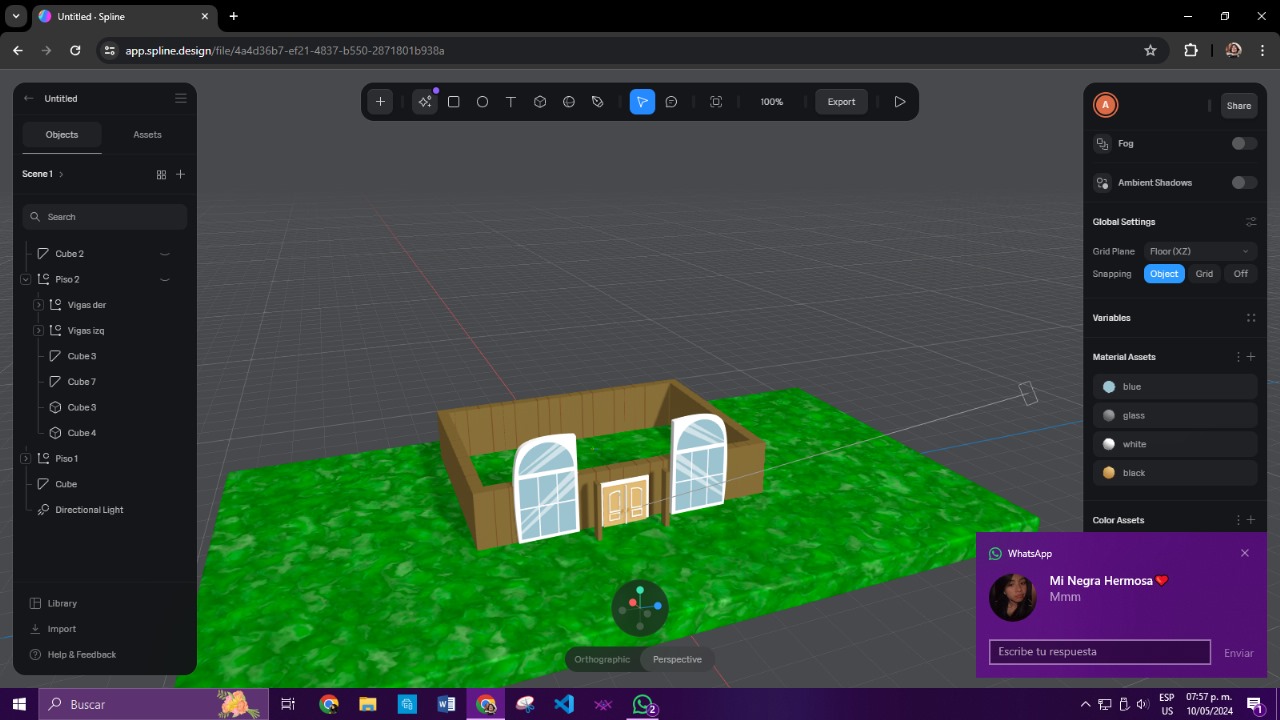 Untitled - Spline
app.spline.design/file/4a4d36b7-ef21-4837-b550-2871801b938a
Untitled
Objects Assets
Scene 1
Search
Cube 2
Piso 2
Vigas der
Vigas izq
Cube 3
Cube 7
Cube 3
Cube 4
Piso 1
Cube
Directional Light
Library
Import
Help & Feedback
T 100% Export
Orthographic Perspective
A Share
Fog
Ambient Shadows
Global Settings
Grid Plane Floor (XZ)
Snapping Object Grid Off
Variables
Material Assets
blue
glass
white
black
Color Assets
WhatsApp
Mi Negra Hermosa❤️
Mmm
Escribe tu respuesta Enviar
Buscar
W
2
ESP 07:57 p. m.
US 10/05/2024
1